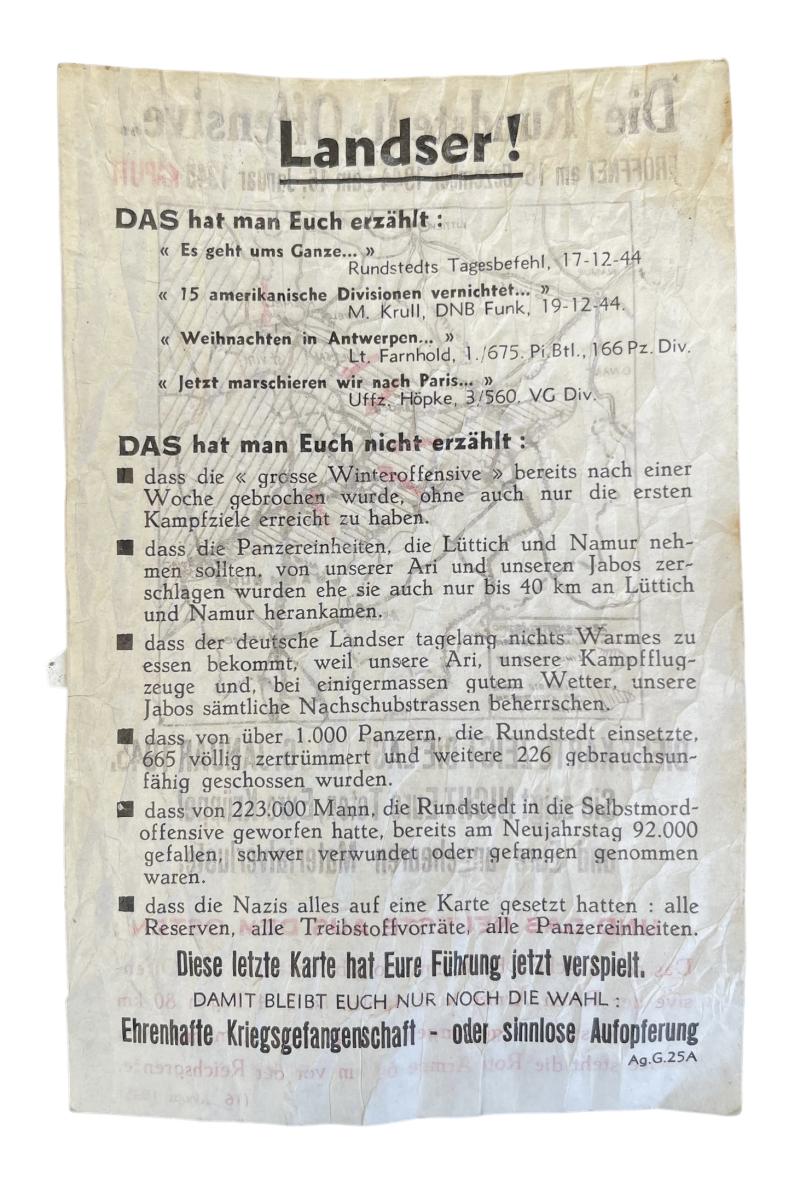 Landser!
DAS hat man Euch erzählt :
« Es geht ums Ganze... »
Rundstedts Tagesbefehl, 17-12-44
« 15 amerikanische Divisionen vernichtet... »
M. Krull, DNB Funk, 19-12-44.
« Weihnachten in Antwerpen... »
Lt. Farnhold, 1./675. Pi.Btl., 166 Pz. Div.
« Jetzt marschieren wir nach Paris... »
Uffz. Höpke, 3/560. VG Div.
DAS hat man Euch nicht erzählt :
■ dass die « grosse Winteroffensive » bereits nach einer
Woche gebrochen wurde, ohne auch nur die ersten
Kampfziele erreicht zu haben.
■ dass die Panzereinheiten, die Lüttich und Namur neh-
men sollten, von unserer Ari und unseren Jabos zer-
schlagen wurden ehe sie auch nur bis 40 km an Lüttich
und Namur herankamen.
■ dass der deutsche Landser tagelang nichts Warmes zu
essen bekommt, weil unsere Ari, unsere Kampfflug-
zeuge und, bei einigermassen gutem Wetter, unsere
Jabos sämtliche Nachschubstrassen beherrschen.
■ dass von über 1.000 Panzern, die Rundstedt einsetzte,
665 völlig zertrümmert und weitere 226 gebrauchsun-
fähig geschossen wurden.
■ dass von 223.000 Mann, die Rundstedt in die Selbstmord-
offensive geworfen hatte, bereits am Neujahrstag 92.000
gefallen, schwer verwundet oder gefangen genommen
waren.
■ dass die Nazis alles auf eine Karte gesetzt hatten : alle
Reserven, alle Treibstoffvorräte, alle Panzereinheiten.
Diese letzte Karte hat Eure Führung jetzt verspielt.
DAMIT BLEIBT EUCH NUR NOCH DIE WAHL :
Ehrenhafte Kriegsgefangenschaft - oder sinnlose Aufopferung
Ag.G.25A